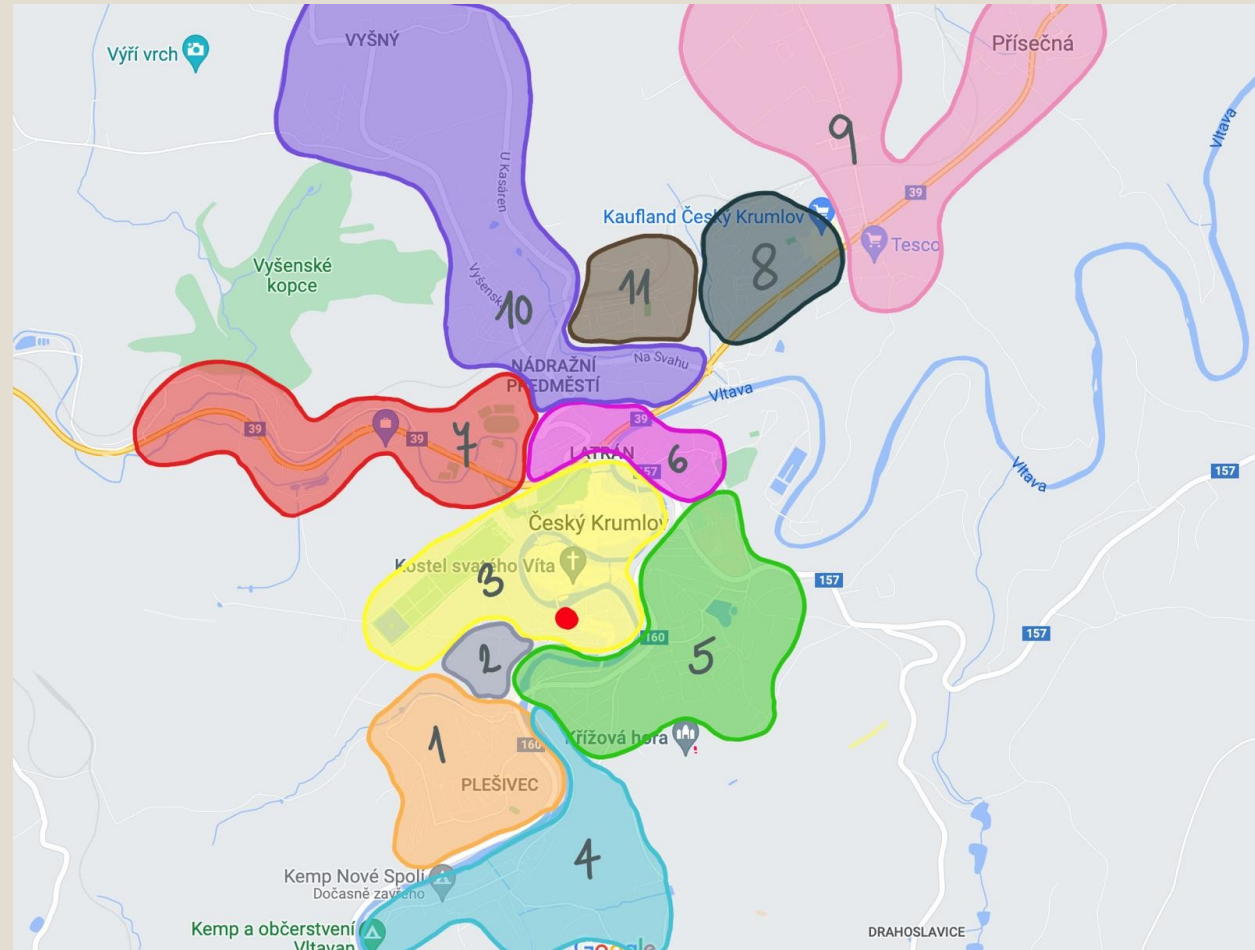 VYŠNÝ
Výří vrch
Přísečná
Vltava
9
U Kasáren
39
Kaufland Český Krumlov
Tesco
8
Vyšenské
kopce
11
10
NÁDRAŽNÍ
PŘEDMĚSTÍ
Na Svahu
Vltava
39
39
39
7
LATRÁN
6
157
Vltava
157
Český Krumlov
Kostel svatého Víta
3
157
157
160
2
5
1
160
Křížová hora
PLEŠIVEC
4
Kemp Nové Spolí
Dočasně zavřeno
Kemp a občerstvení
Vltavan
DRAHOSLAVICE
Google